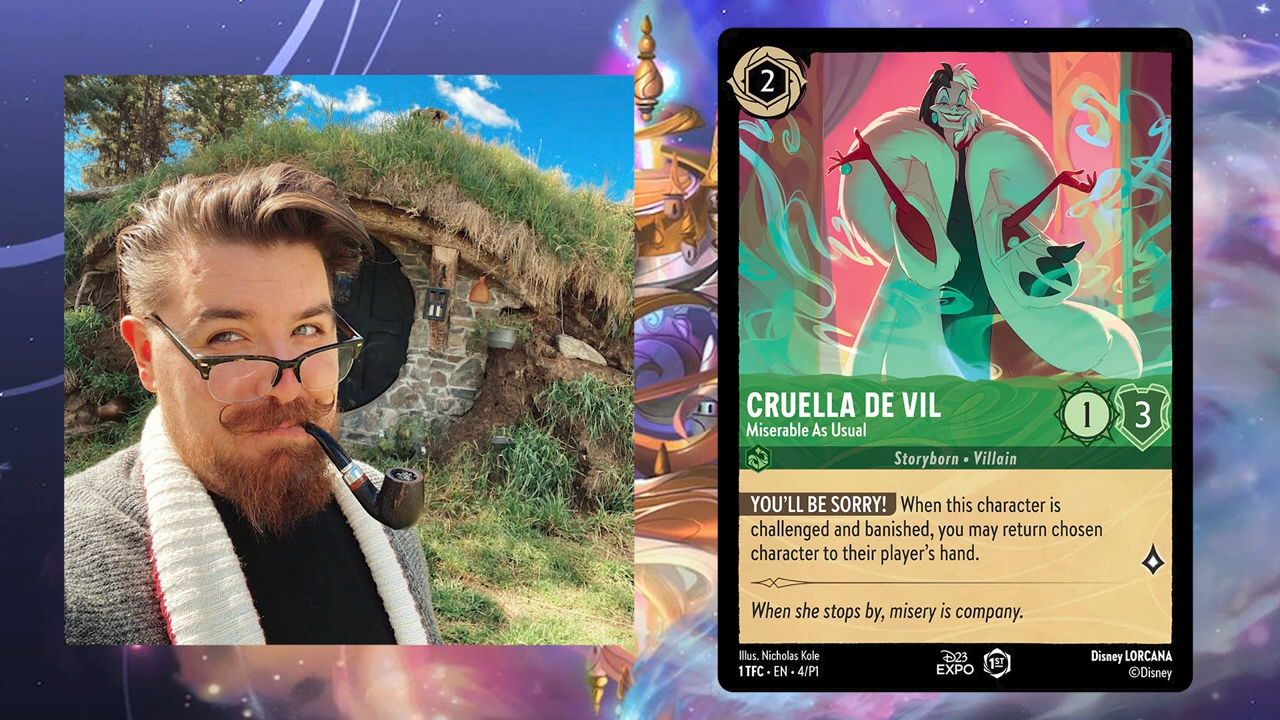 2
CRUELLA DE VIL
Miserable As Usual
1
3
Storyborn • Villain
YOU'LL BE SORRY! When this character is
challenged and banished, you may return chosen
character to their player's hand.
When she stops by, misery is company.
Illus. Nicholas Kole
1 TFC • EN • 4/P1
D23
EXPO
1ST
Disney LORCANA
©Disney